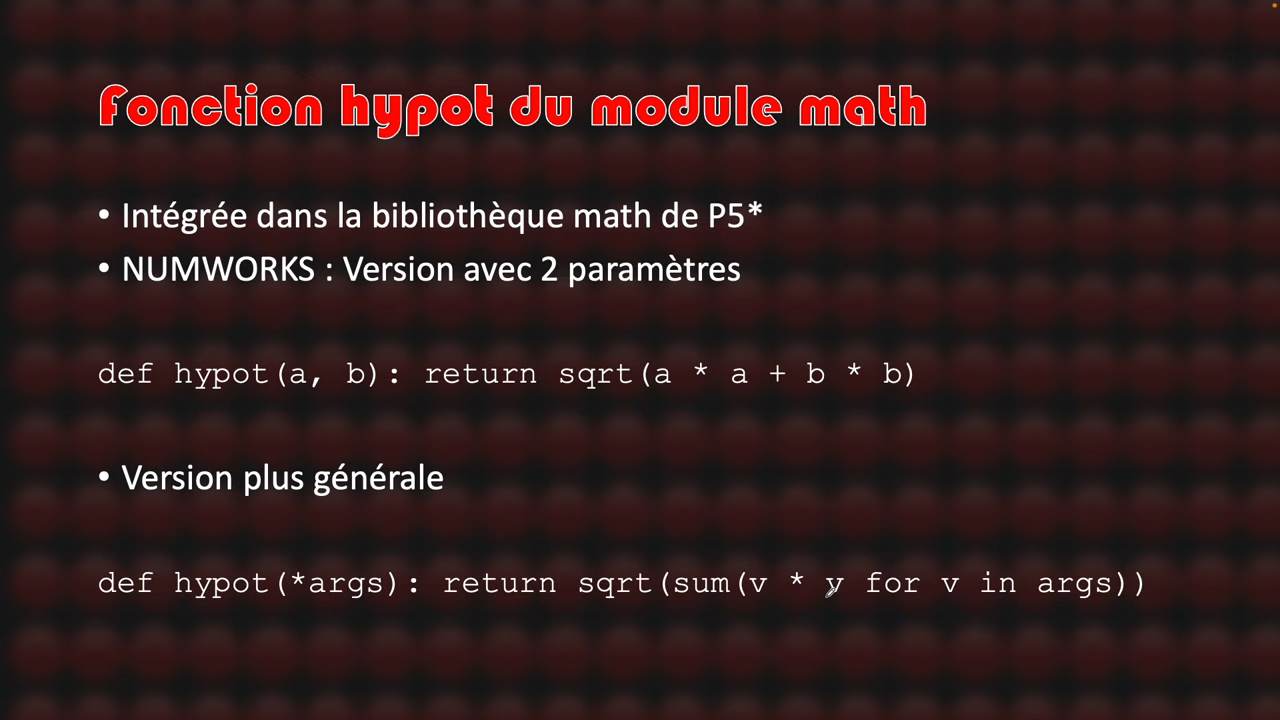 Fonction hypot du module math
• Intégrée dans la bibliothèque math de P5*
• NUMWORKS : Version avec 2 paramètres
def hypot(a, b): return sqrt(a * a + b * b)
• Version plus générale
def hypot(*args): return sqrt(sum(v * v for v in args))